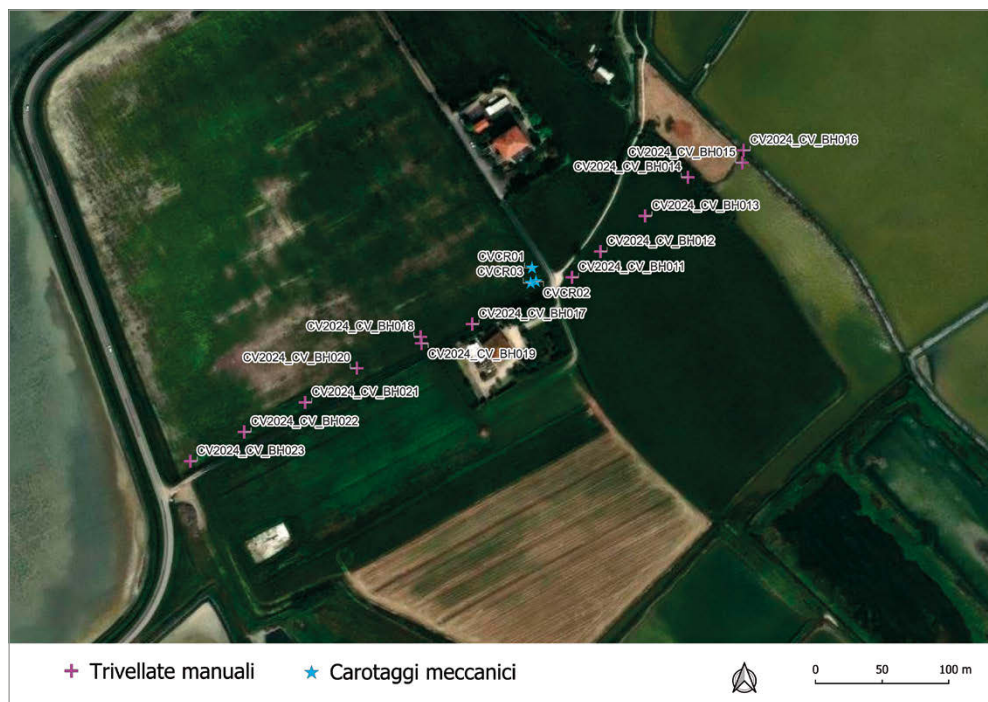 CV2024_CV_BH016
CV2024_CV_BH015
CV2024_CV_BH014
CV2024_CV_BH013
CV2024_CV_BH012
CVCR01
CV2024_CV_BH011
CVCR03
CVCR02
CV2024_CV_BH017
CV2024_CV_BH018
CV2024_CV_BH019
CV2024_CV_BH020
CV2024_CV_BH021
CV2024_CV_BH022
CV2024_CV_BH023
Trivellate manuali
Carotaggi meccanici
0 50 100 m